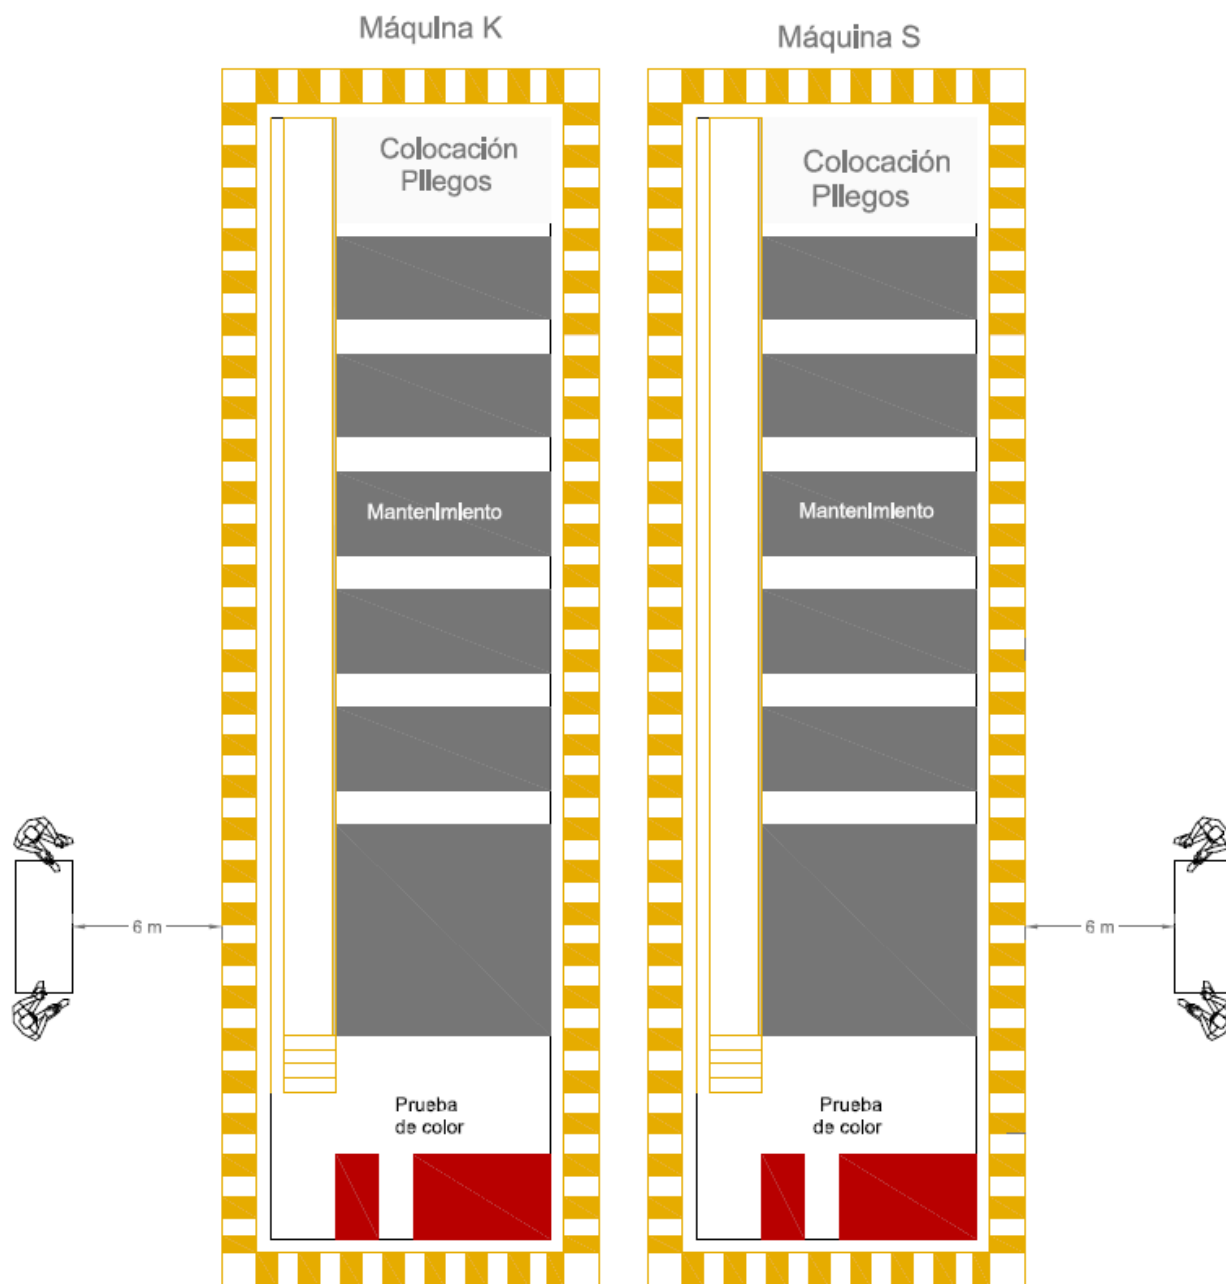 Máquina K
Máquina S
Colocación
Pliegos
Colocación
Pliegos
Mantenimiento
Mantenimiento
6 m
6 m
Prueba
de color
Prueba
de color